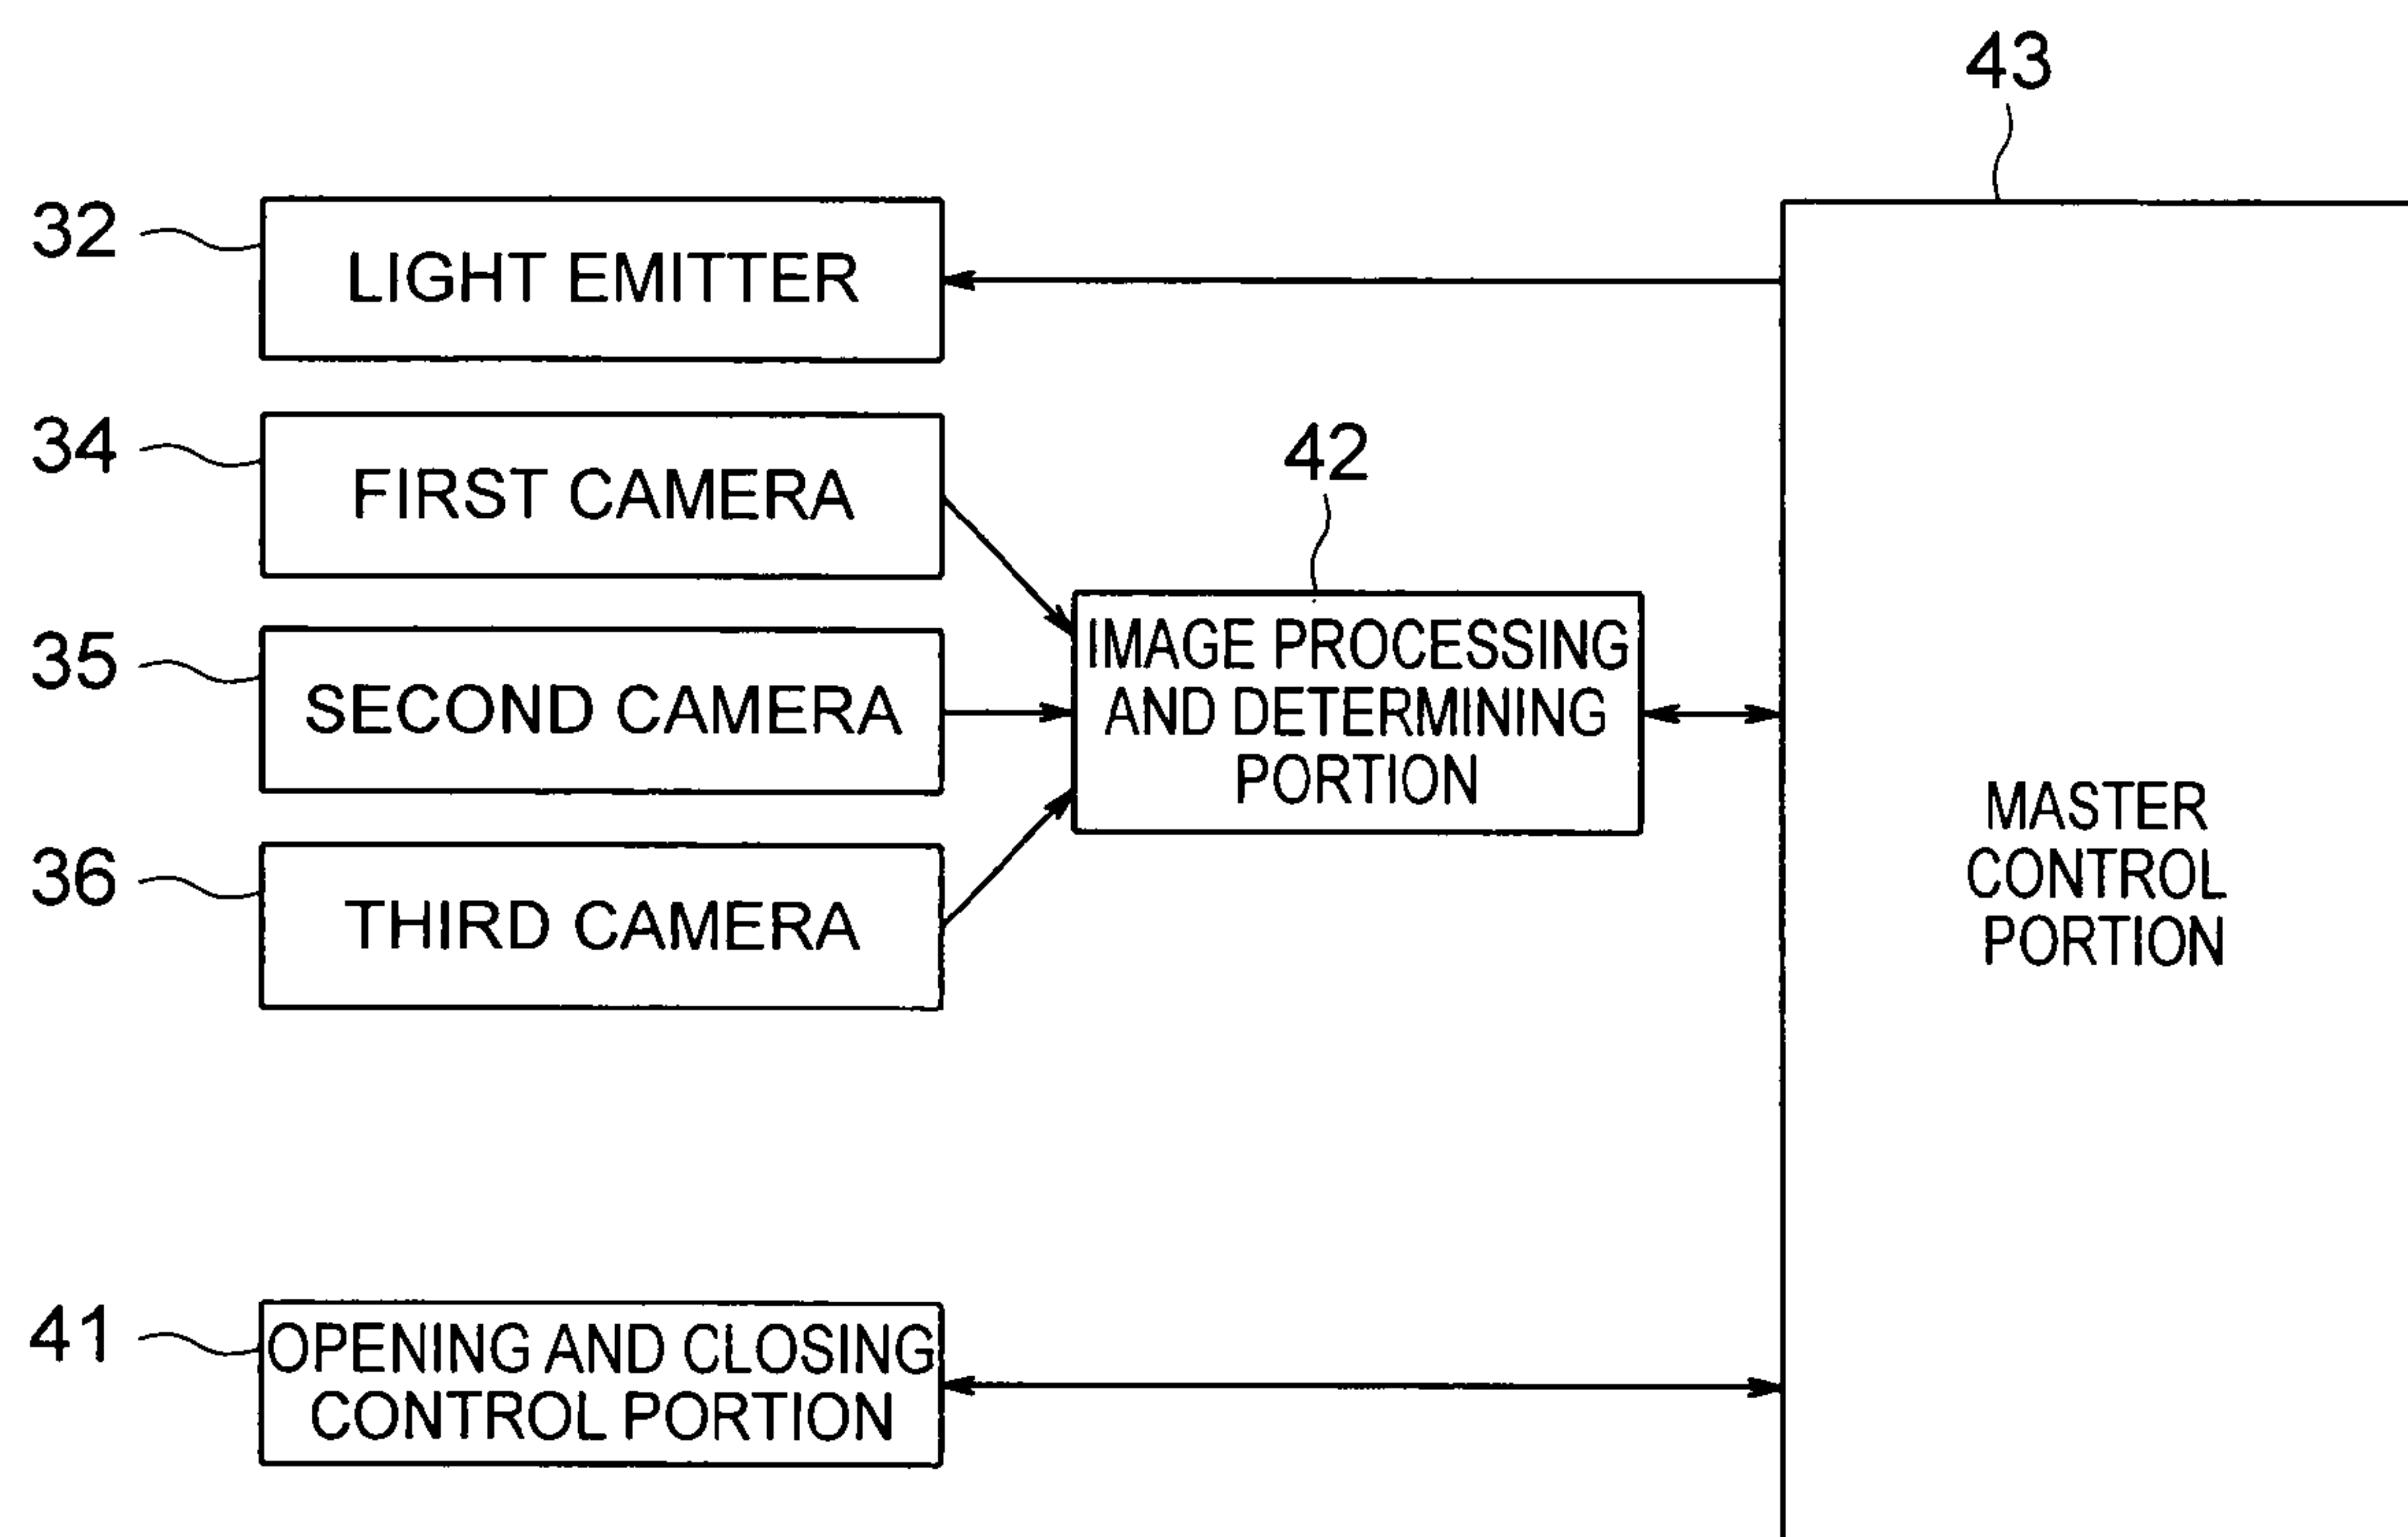 43
32
LIGHT EMITTER
34
FIRST CAMERA
42
35
SECOND CAMERA
IMAGE PROCESSING
AND DETERMINING
PORTION
36
THIRD CAMERA
MASTER
CONTROL
PORTION
41
OPENING AND CLOSING
CONTROL PORTION